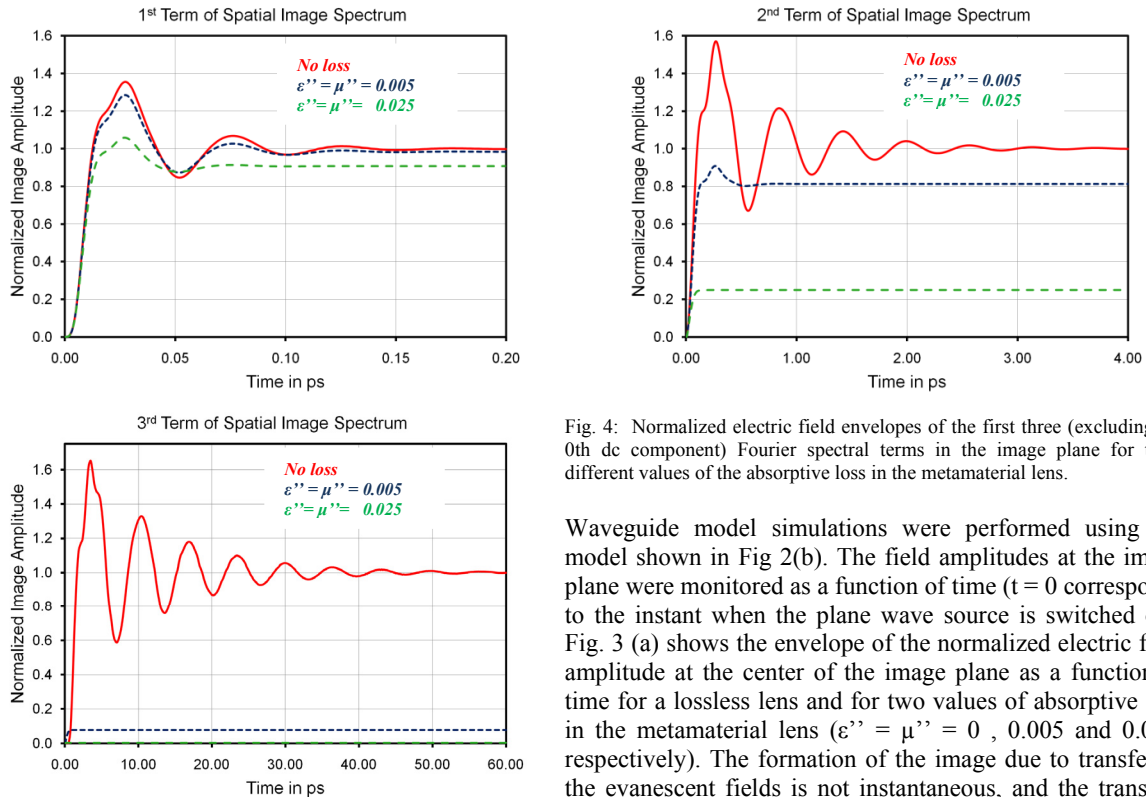 1st Term of Spatial Image Spectrum
Normalized Image Amplitude
1.6
1.4
1.2
1.0
0.8
0.6
0.4
0.2
0.0
No loss
ε’’ = μ’’ = 0.005
ε’’= μ’’= 0.025
0.00 0.05 0.10 0.15 0.20
Time in ps
2nd Term of Spatial Image Spectrum
Normalized Image Amplitude
1.6
1.4
1.2
1.0
0.8
0.6
0.4
0.2
0.0
No loss
ε’’ = μ’’ = 0.005
ε’’= μ’’= 0.025
0.00 1.00 2.00 3.00 4.00
Time in ps
3rd Term of Spatial Image Spectrum
Normalized Image Amplitude
1.6
1.4
1.2
1.0
0.8
0.6
0.4
0.2
0.0
No loss
ε’’ = μ’’ = 0.005
ε’’= μ’’= 0.025
0.00 10.00 20.00 30.00 40.00 50.00 60.00
Time in ps
Fig. 4: Normalized electric field envelopes of the first three (excluding
0th dc component) Fourier spectral terms in the image plane for
different values of the absorptive loss in the metamaterial lens.
Waveguide model simulations were performed using
model shown in Fig 2(b). The field amplitudes at the
plane were monitored as a function of time (t = 0
to the instant when the plane wave source is switched
Fig. 3 (a) shows the envelope of the normalized electric
amplitude at the center of the image plane as a function
time for a lossless lens and for two values of absorptive
in the metamaterial lens (ε’’ = μ’’ = 0 , 0.005 and
respectively). The formation of the image due to
the evanescent fields is not instantaneous, and the